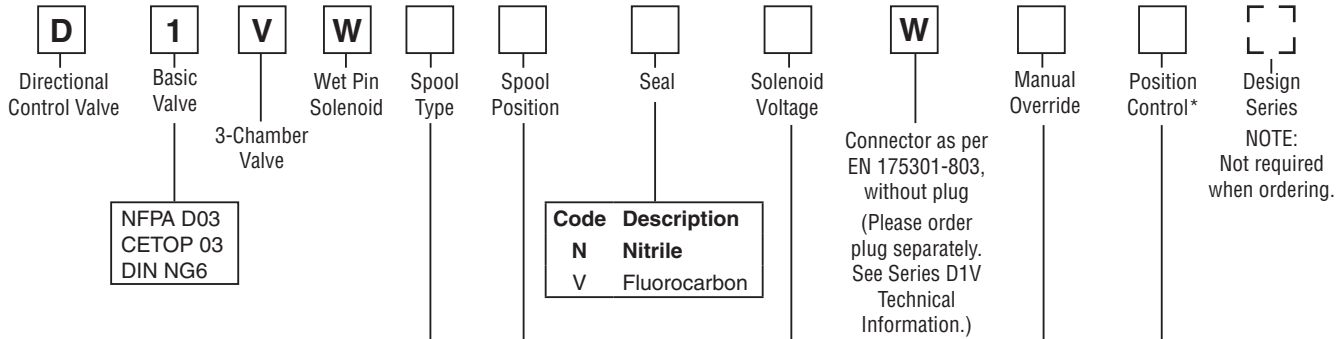 D 1 V W W
Directional
Control Valve
Basic
Valve
3-Chamber
Valve
Wet Pin
Solenoid
Spool
Type
Spool
Position
Seal
Solenoid
Voltage
Connector as per
EN 175301-803,
without plug
(Please order
plug separately.
See Series D1V
Technical
Information.)
Manual
Override
Position
Control*
Design
Series
NOTE:
Not required
when ordering.
NFPA D03
CETOP 03
DIN NG6
Code Description
N Nitrile
V Fluorocarbon